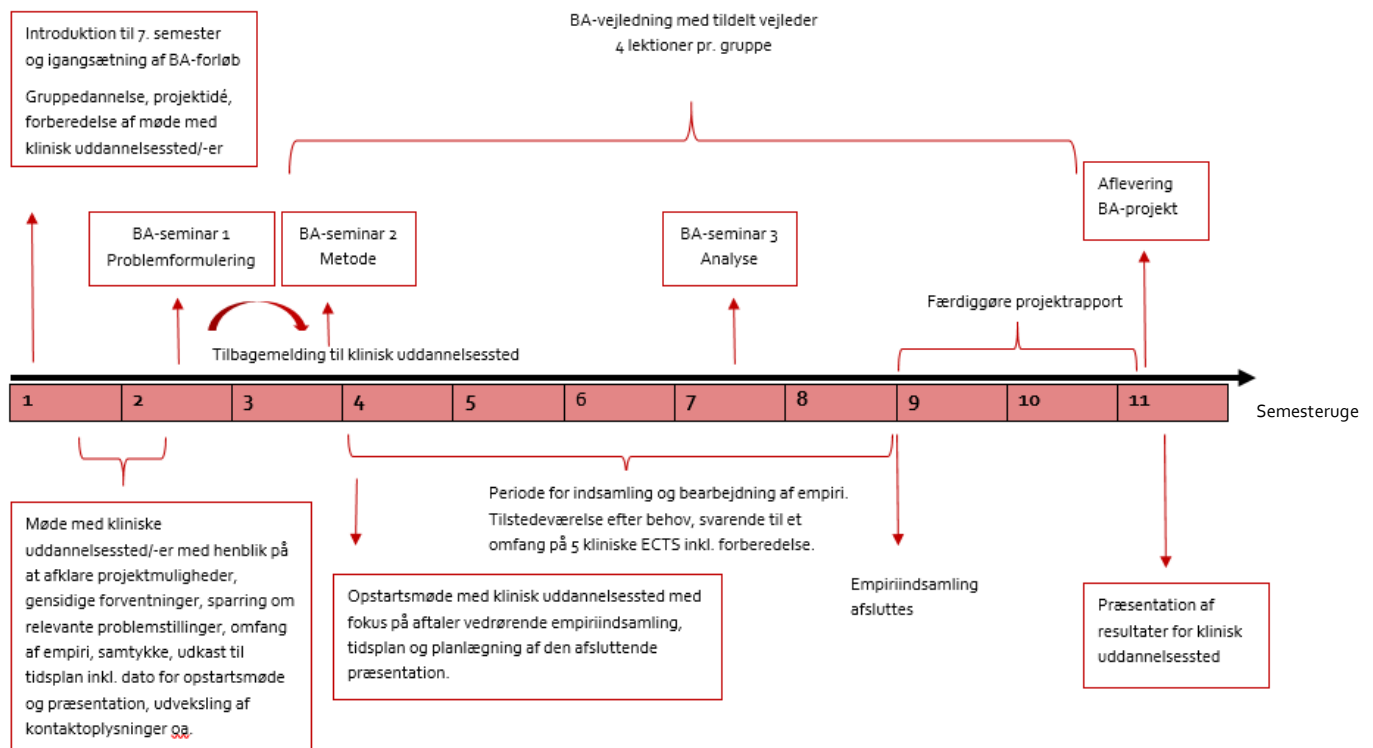 Introduktion til 7. semester
og igangsætning af BA-forløb
Gruppedannelse, projektidé,
forberedelse af møde med
klinisk uddannelsessted/-er
BA-vejledning med tildelt vejleder
4 lektioner pr. gruppe
BA-seminar 1
Problemformulering
BA-seminar 2
Metode
BA-seminar 3
Analyse
Aflevering
BA-projekt
Færdiggøre projektrapport
Tilbagemelding til klinisk uddannelsessted
1 2 3 4 5 6 7 8 9 10 11
Semesteruge
Møde med kliniske
uddannelsessted/-er med henblik på
at afklare projektmuligheder,
gensidige forventninger, sparring om
relevante problemstillinger, omfang
af empiri, samtykke, udkast til
tidsplan inkl. dato for opstartsmøde
og præsentation, udveksling af
kontaktoplysninger oa.
Periode for indsamling og bearbejdning af empiri.
Tilstedeværelse efter behov, svarende til et
omfang på 5 kliniske ECTS inkl. forberedelse.
Opstartsmøde med klinisk uddannelsessted med
fokus på aftaler vedrørende empiriindsamling,
tidsplan og planlægning af den afsluttende
præsentation.
Empiriindsamling
afsluttes
Præsentation af
resultater for klinisk
uddannelsessted